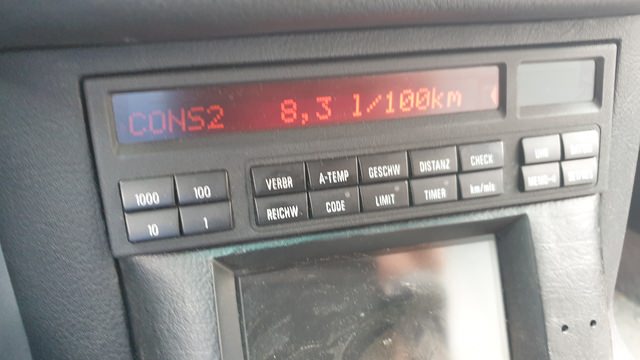 CONS2 8,3 l/100km
1000 100 VERBR A-TEMP GESCHW DISTANZ CHECK
10 1 REICHW CODE LIMIT TIMER km/mls